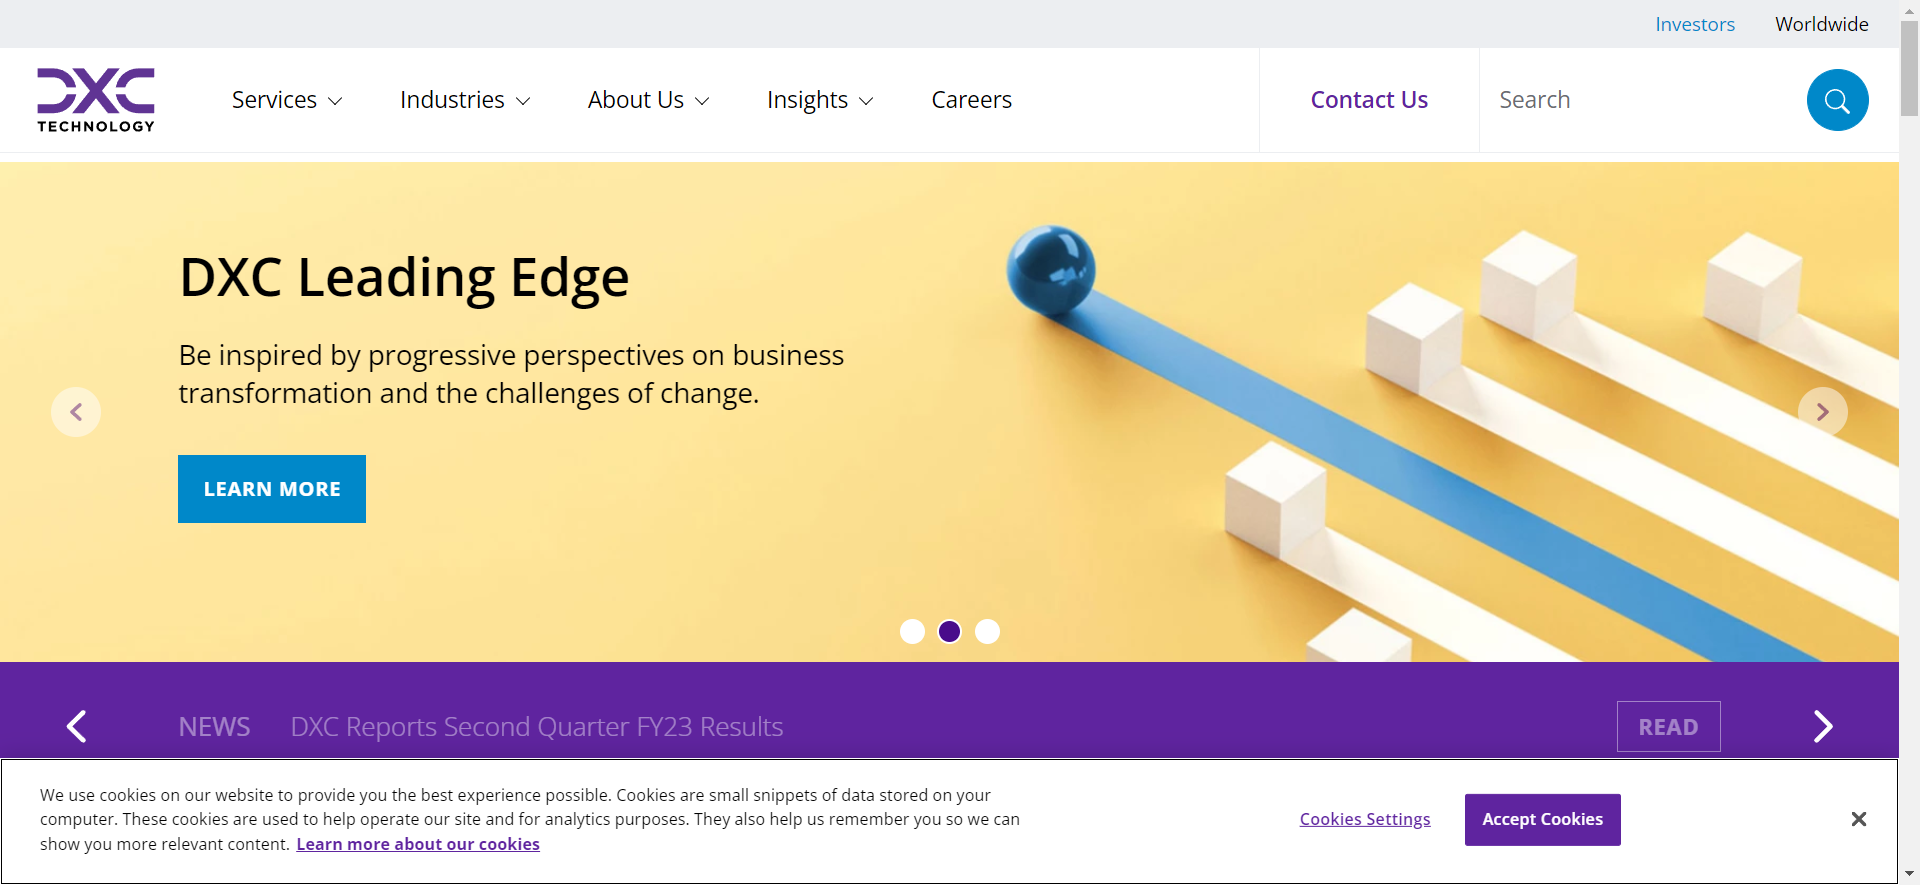 Investors
Worldwide
DXC
TECHNOLOGY
Services
Industries
About Us
Insights
Careers
Contact Us
Search
DXC Leading Edge
Be inspired by progressive perspectives on business
transformation and the challenges of change.
LEARN MORE
NEWS
DXC Reports Second Quarter FY23 Results
READ
We use cookies on our website to provide you the best experience possible. Cookies are small snippets of data stored on your
computer. These cookies are used to help operate our site and for analytics purposes. They also help us remember you so we can
show you more relevant content. Learn more about our cookies
Cookies Settings
Accept Cookies